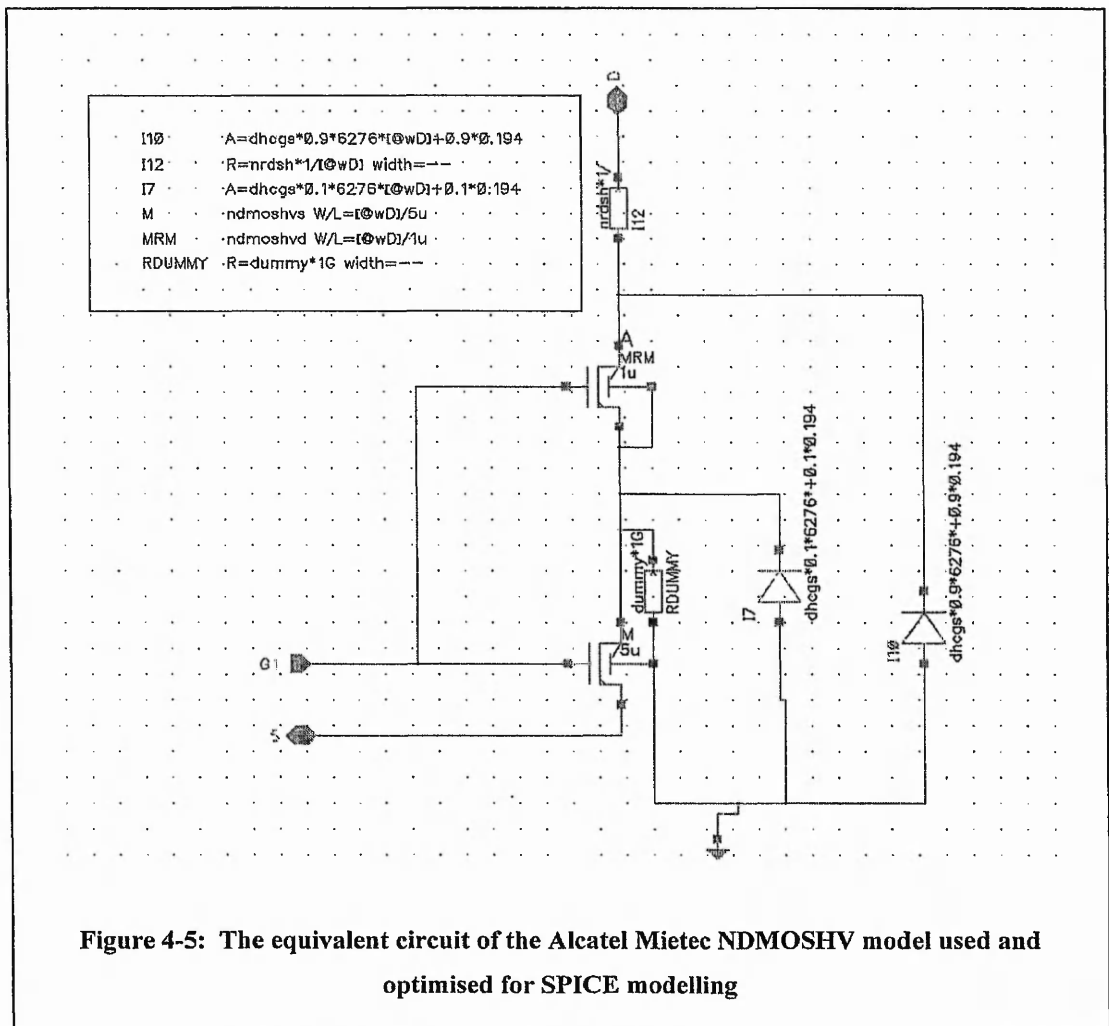 D
I10 A=dhcgs*0.9*6276*[@wD]+0.9*0.194
I12 R=nrdsh*1/[@wD] width=--
I7 A=dhcgs*0.1*6276*[@wD]+0.1*0.194
M ndmoshvs W/L=[@wD]/5u
MRM ndmoshvd W/L=[@wD]/1u
RDUMMY R=dummy*1G width=--
nrdsh*1/
I12
A
MRM
1u
dummy*1G
RDUMMY
I7
dhcgs*0.1*6276*+0.1*0.194
I10
dhcgs*0.9*6276*+0.9*0.194
M
5u
G1
S
Figure 4-5: The equivalent circuit of the Alcatel Mietec NDMOSHV model used and
optimised for SPICE modelling